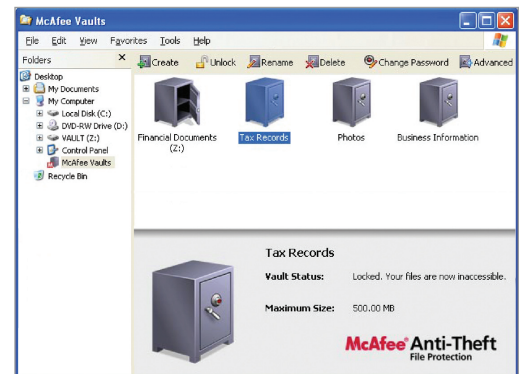 McAfee Vaults
File Edit View Favorites Tools Help
Folders
Create Unlock Rename Delete Change Password Advanced
Desktop
My Documents
My Computer
Local Disk (C:)
DVD-RW Drive (D:)
VAULT (Z:)
Control Panel
McAfee Vaults
Recycle Bin
Financial Documents
(Z:)
Tax Records
Photos
Business Information
Tax Records
Vault Status: Locked. Your files are now inaccessible.
Maximum Size: 500.00 MB
McAfee® Anti-Theft
File Protection